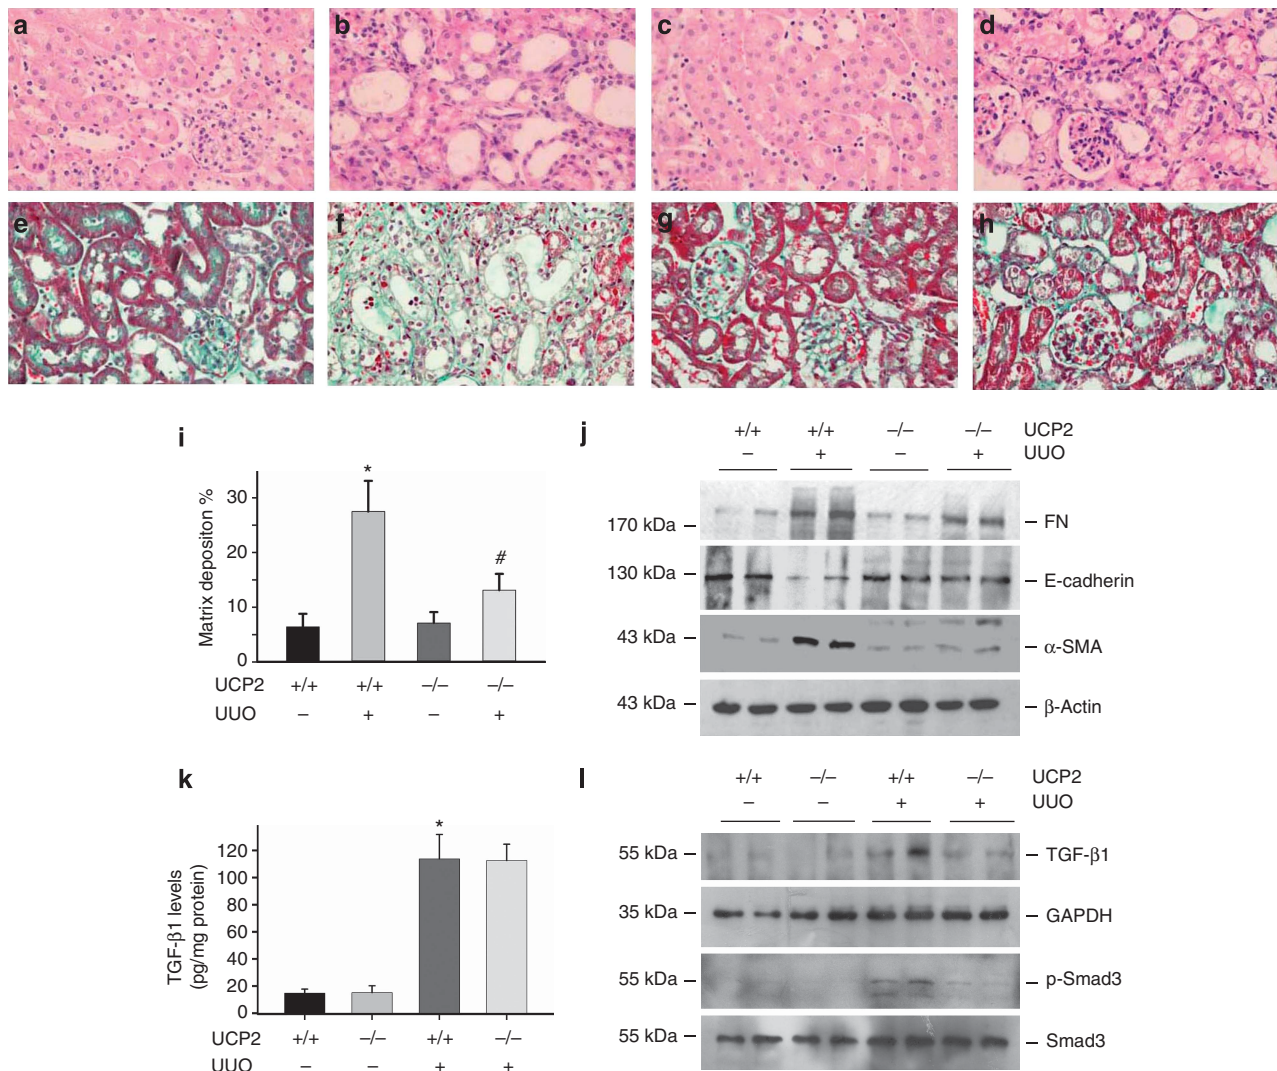 a b c d
e f g h
i
Matrix depositon %
30
20
10
0
*
#
UCP2 +/+ +/+ –/– –/–
UUO – + – +
j
+/+ +/+ –/– –/– UCP2
– + – + UUO
170 kDa – – FN
130 kDa – – E-cadherin
43 kDa – – α-SMA
43 kDa – – β-Actin
k
TGF-β1 levels
(pg/mg protein)
120
100
80
60
40
20
0
*
UCP2 +/+ –/– +/+ –/–
UUO – – + +
l
+/+ –/– +/+ –/– UCP2
– – + + UUO
55 kDa – – TGF-β1
35 kDa – – GAPDH
55 kDa – – p-Smad3
55 kDa – – Smad3